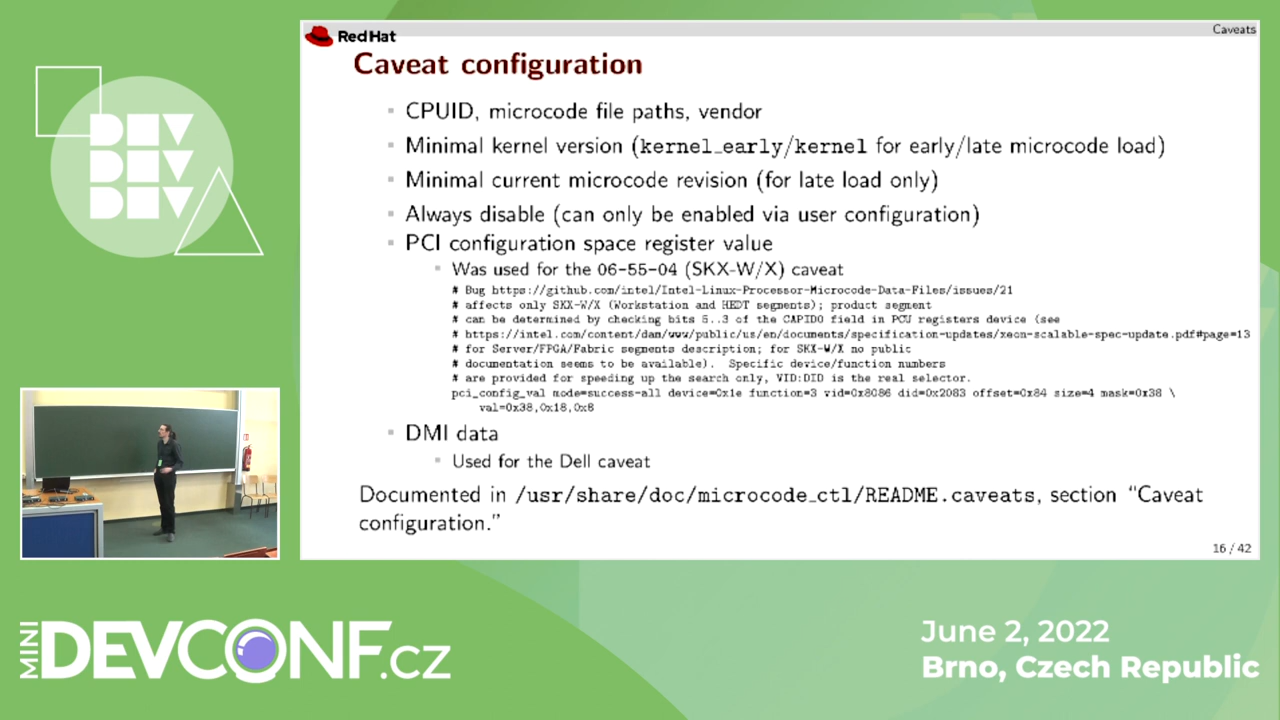 DEV
DEV
DEV
Red Hat
Caveats
Caveat configuration
CPUID, microcode file paths, vendor
Minimal kernel version (kernel_early/kernel for early/late microcode load)
Minimal current microcode revision (for late load only)
Always disable (can only be enabled via user configuration)
PCI configuration space register value
Was used for the 06-55-04 (SKX-W/X) caveat
# Bug https://github.com/intel/Intel-Linux-Processor-Microcode-Data-Files/issues/21
# affects only SKX-W/X (Workstation and HEDT segments); product segment
# can be determined by checking bits 5..3 of the CAPID0 field in PCU registers device (see
# https://intel.com/content/dam/www/public/us/en/documents/specification-updates/xeon-scalable-spec-update.pdf#page=13
# for Server/FPGA/Fabric segments description; for SKX-W/X no public
# documentation seems to be available). Specific device/function numbers
# are provided for speeding up the search only, VID:DID is the real selector.
pci_config_val mode=success-all device=0x1e function=3 vid=0x8086 did=0x2083 offset=0x84 size=4 mask=0x38 \
val=0x38,0x18,0x8
DMI data
Used for the Dell caveat
Documented in /usr/share/doc/microcode_ctl/README.caveats, section “Caveat
configuration.”
16 / 42
MINI DEVCONF.CZ
June 2, 2022
Brno, Czech Republic